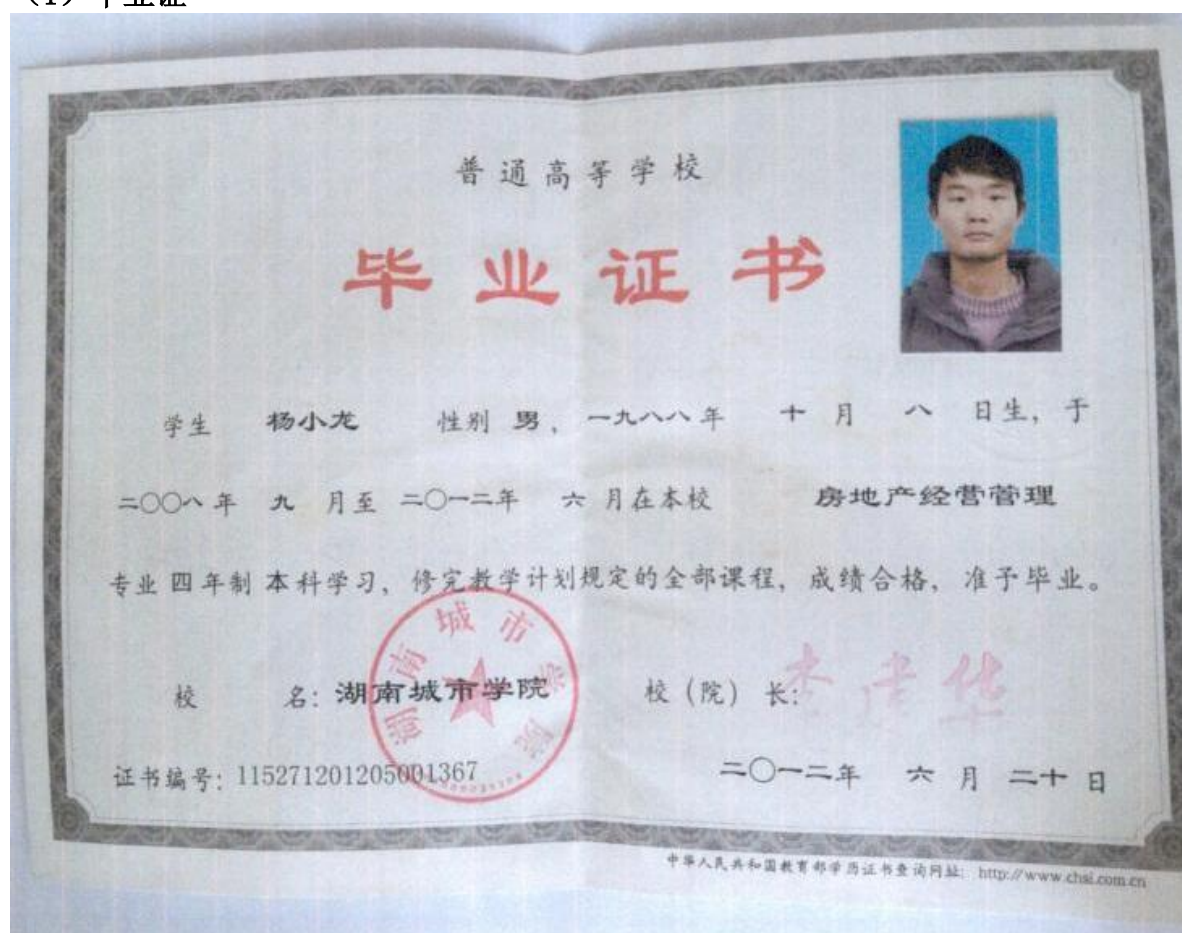 （1）毕业证
普通高等学校
毕业证书
学生 杨小龙 性别 男，一九八八年 十 月 八 日生，于
二〇〇八年 九 月至 二〇一二年 六 月在本校 房地产经营管理
专业 四 年制 本科学习，修完教学计划规定的全部课程，成绩合格，准予毕业。
湖南城市学院
校 名：湖南城市学院 校（院）长：
证书编号：115271201205001367 二〇一二年 六 月 二十 日
中华人民共和国教育部学历证书查询网址：http://www.chsi.com.cn